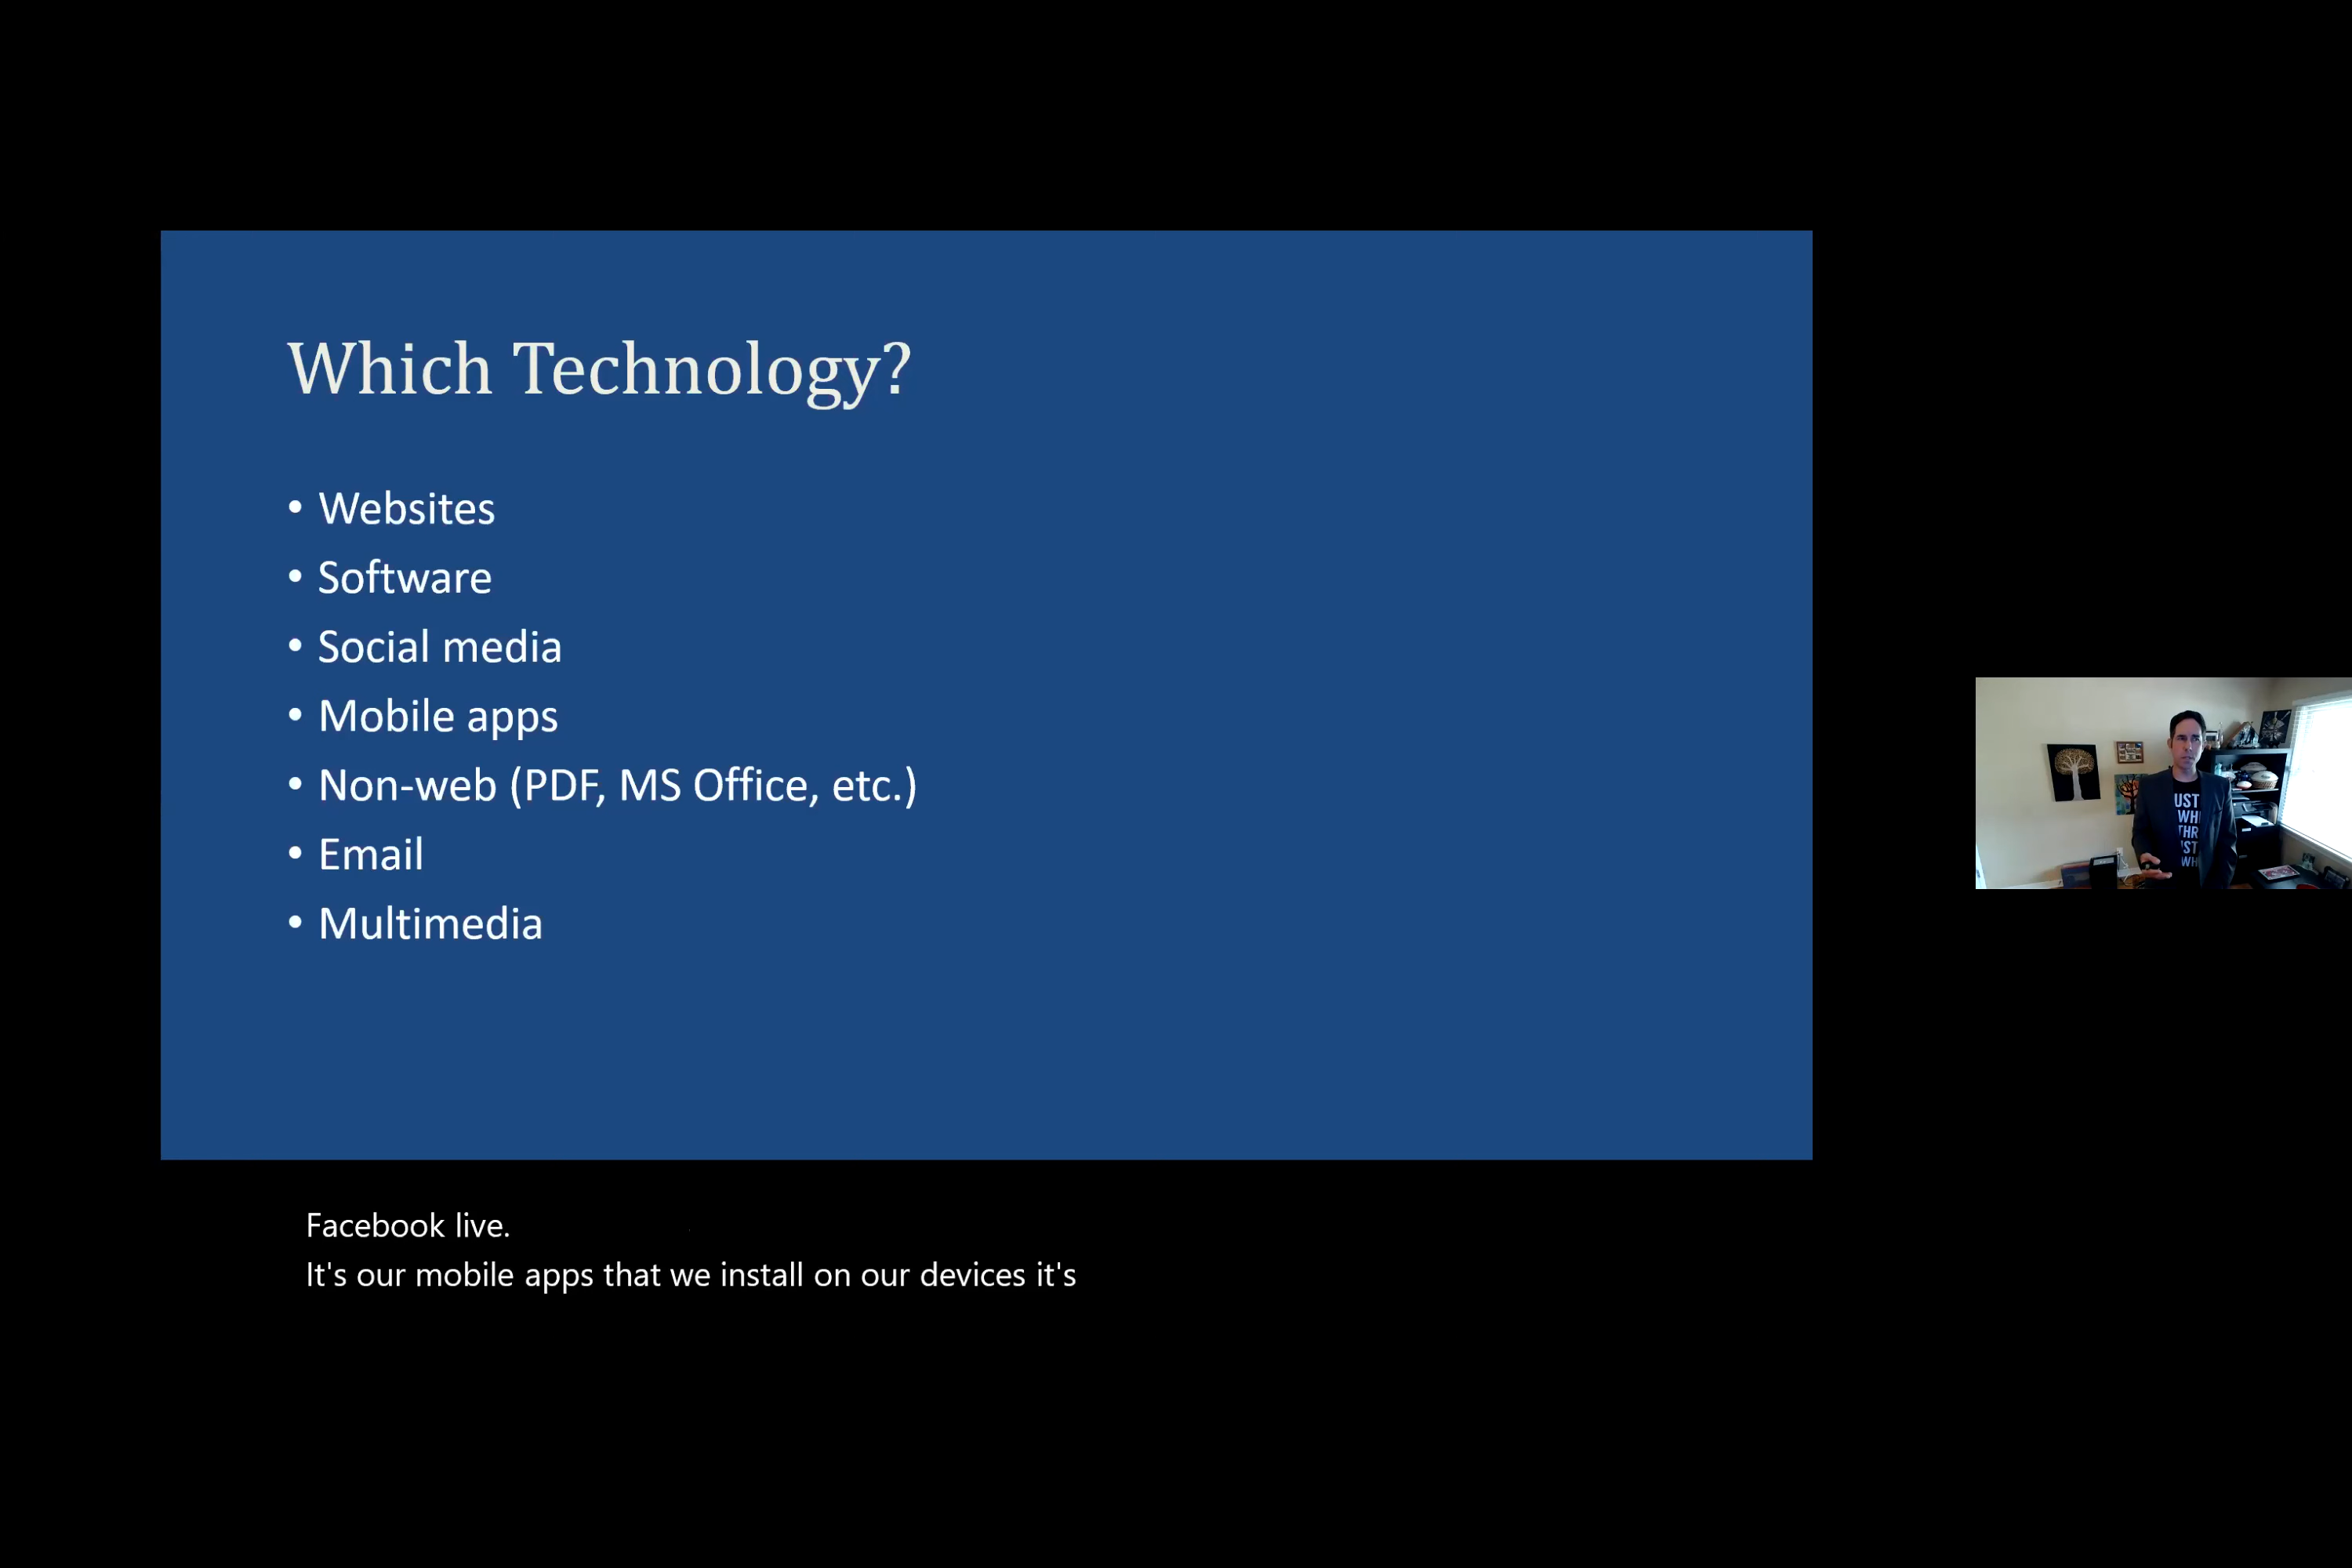 Which Technology?
• Websites
• Software
• Social media
• Mobile apps
• Non-web (PDF, MS Office, etc.)
• Email
• Multimedia
Facebook live.
It's our mobile apps that we install on our devices it's